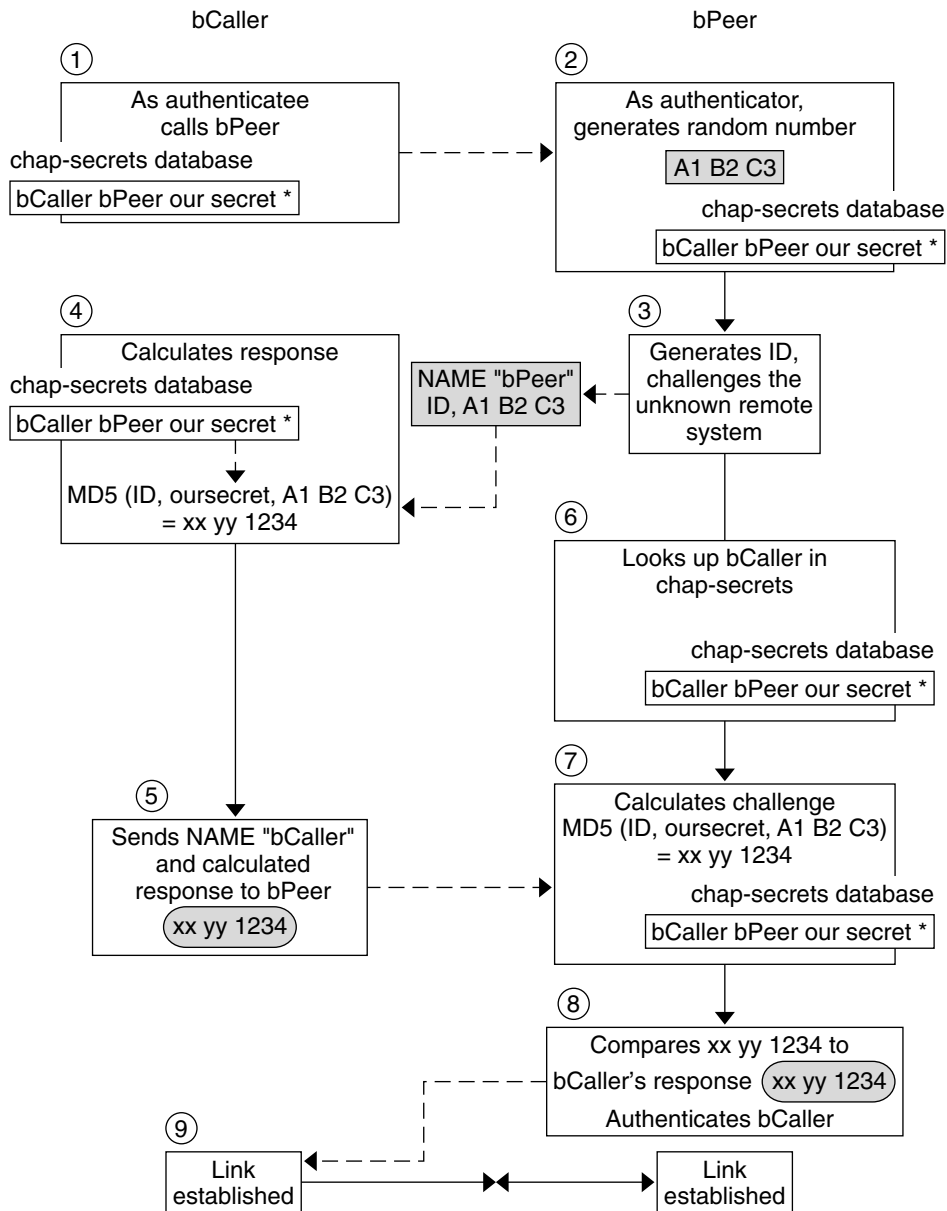 bCaller
bPeer
1
As authenticatee
calls bPeer
chap-secrets database
bCaller bPeer our secret *
2
As authenticator,
generates random number
A1 B2 C3
chap-secrets database
bCaller bPeer our secret *
3
Generates ID,
challenges the
unknown remote
system
NAME "bPeer"
ID, A1 B2 C3
4
Calculates response
chap-secrets database
bCaller bPeer our secret *
MD5 (ID, oursecret, A1 B2 C3)
= xx yy 1234
5
Sends NAME "bCaller"
and calculated
response to bPeer
xx yy 1234
6
Looks up bCaller in
chap-secrets
chap-secrets database
bCaller bPeer our secret *
7
Calculates challenge
MD5 (ID, oursecret, A1 B2 C3)
= xx yy 1234
chap-secrets database
bCaller bPeer our secret *
8
Compares xx yy 1234 to
bCaller's response xx yy 1234
Authenticates bCaller
9
Link
established
Link
established